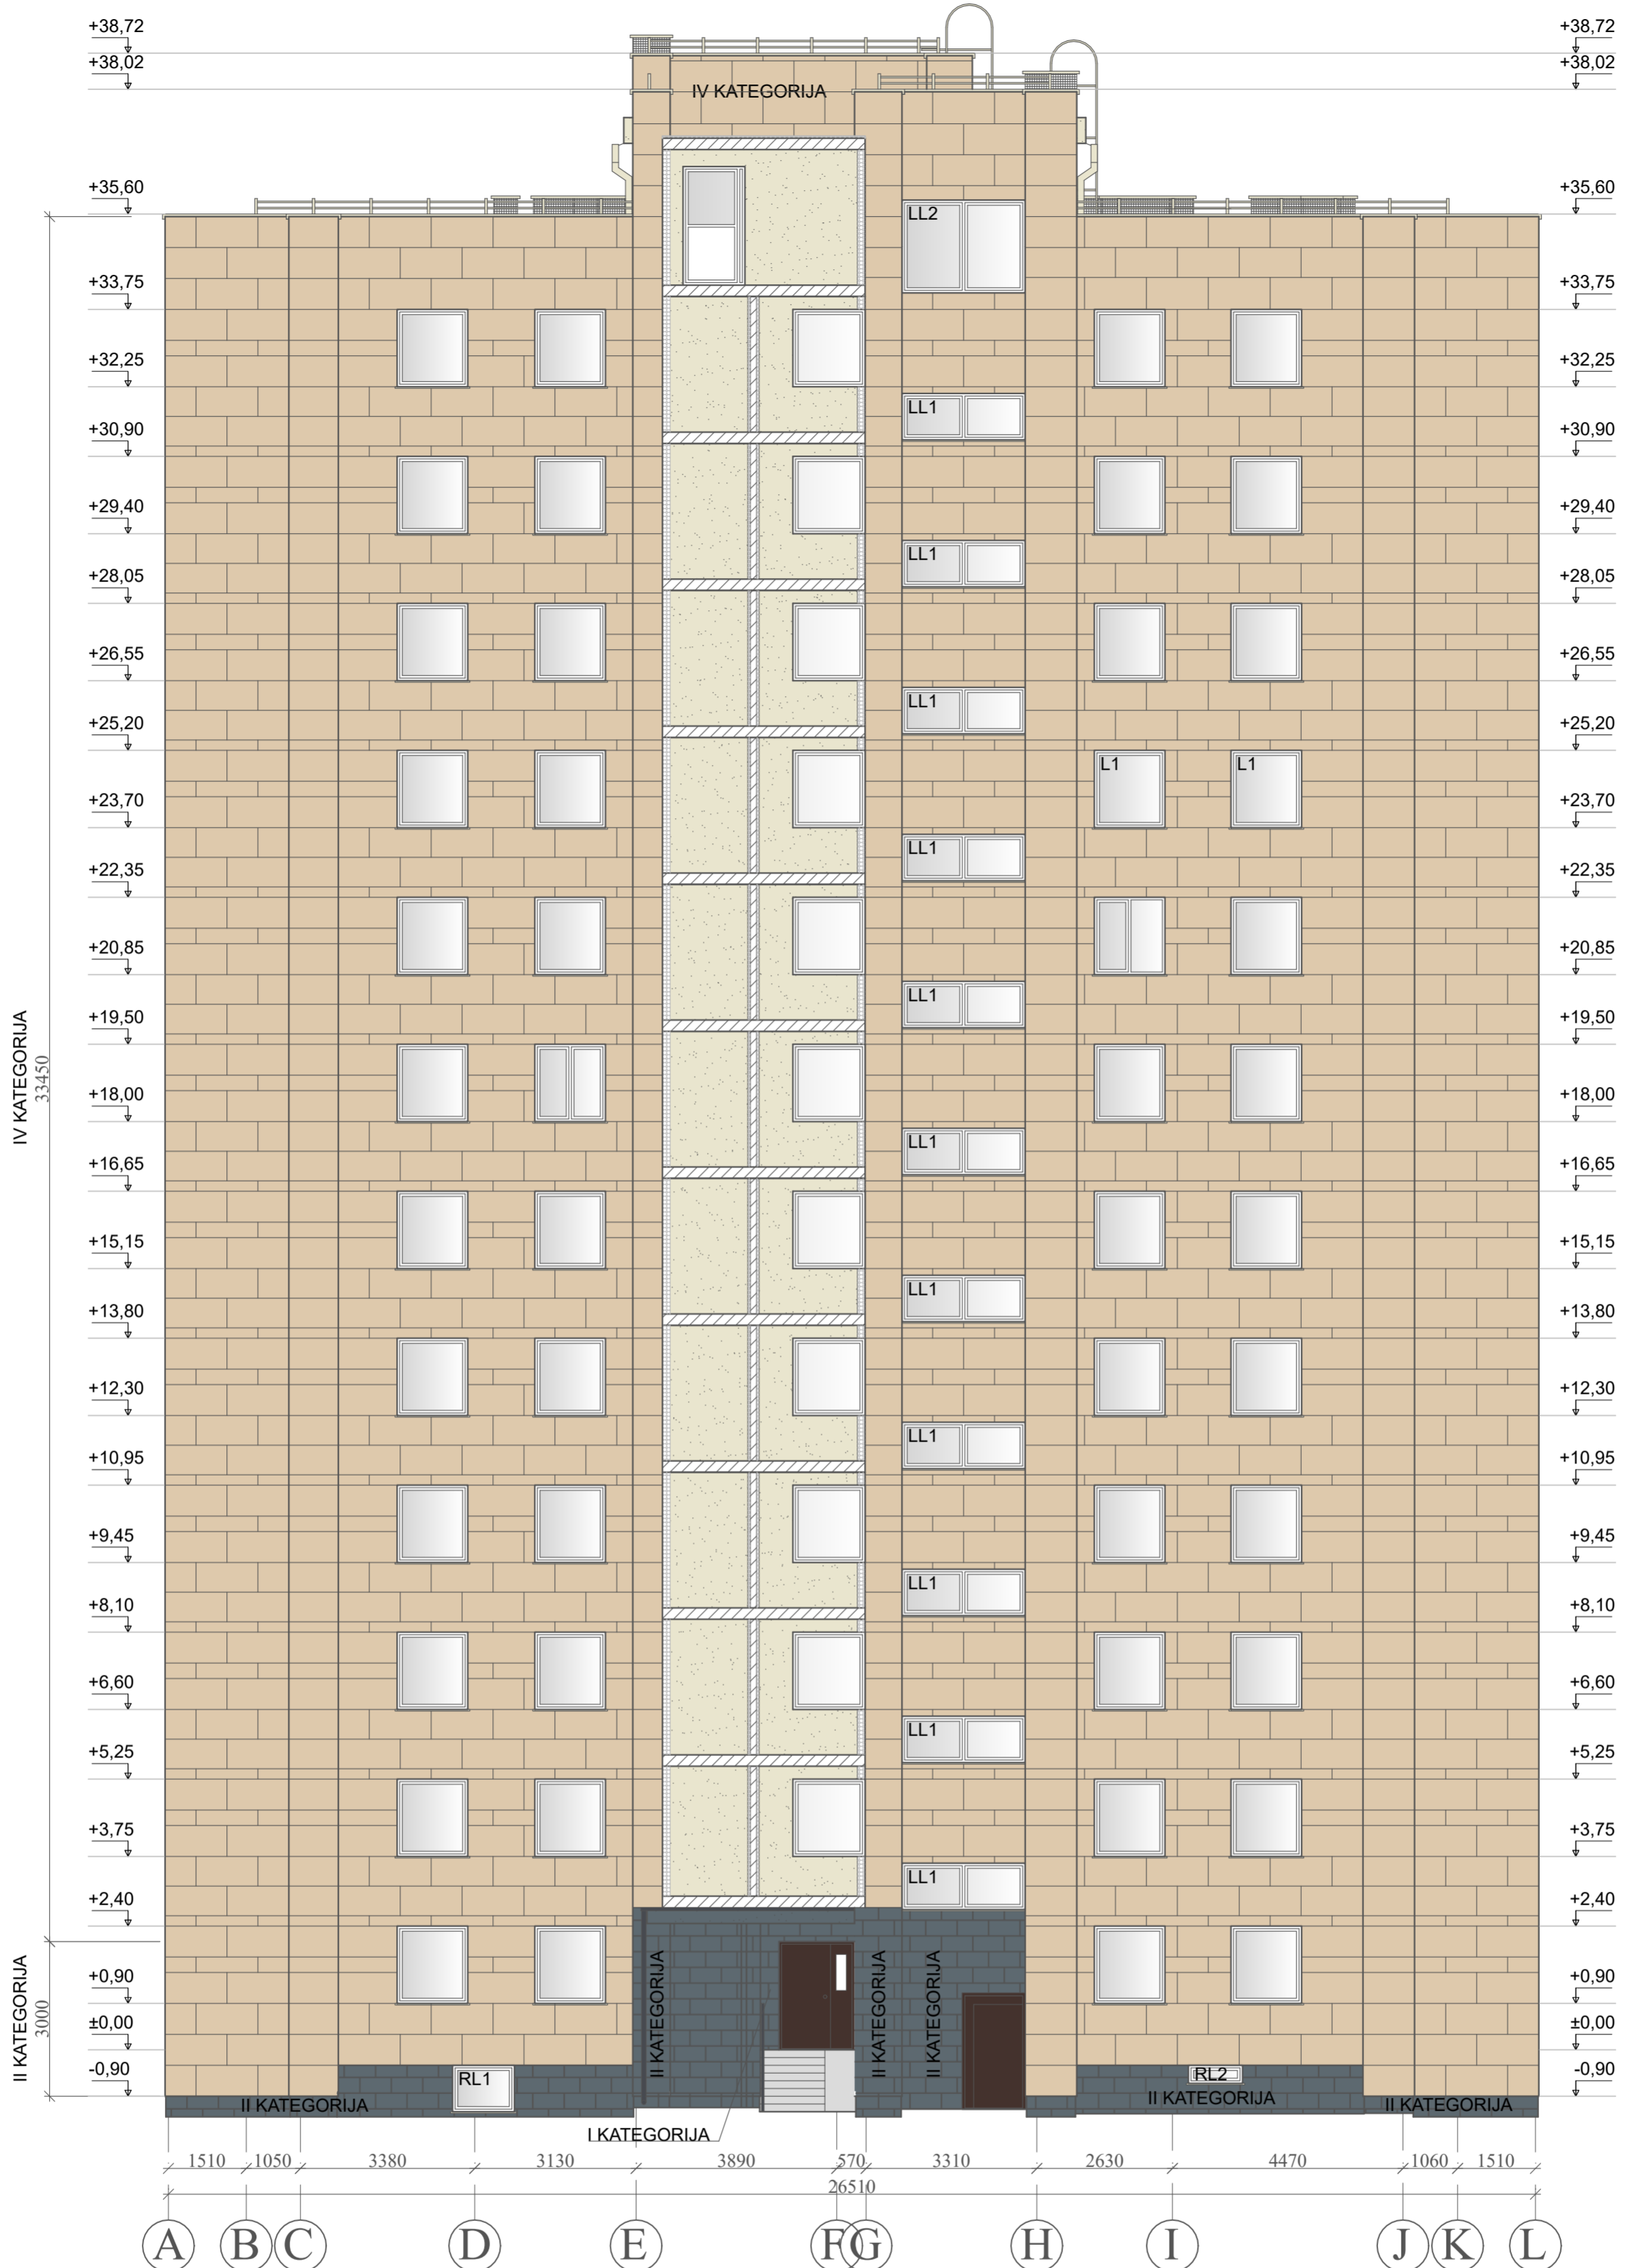 +38,72
+38,72
+38,02
+38,02
IV KATEGORIJA
+35,60
+35,60
LL2
+33,75
+33,75
+32,25
+32,25
LL1
+30,90
+30,90
+29,40
+29,40
LL1
+28,05
+28,05
+26,55
+26,55
LL1
+25,20
+25,20
L1
L1
+23,70
+23,70
LL1
+22,35
+22,35
+20,85
+20,85
LL1
+19,50
+19,50
IV KATEGORIJA
33450
+18,00
+18,00
LL1
+16,65
+16,65
+15,15
+15,15
LL1
+13,80
+13,80
+12,30
+12,30
LL1
+10,95
+10,95
+9,45
+9,45
LL1
+8,10
+8,10
+6,60
+6,60
LL1
+5,25
+5,25
+3,75
+3,75
LL1
+2,40
+2,40
II KATEGORIJA
3000
II KATEGORIJA
II KATEGORIJA
II KATEGORIJA
+0,90
+0,90
±0,00
±0,00
-0,90
-0,90
RL1
RL2
II KATEGORIJA
II KATEGORIJA
II KATEGORIJA
I KATEGORIJA
1510 1050 3380 3130 3890 570 3310 2630 4470 1060 1510
26510
A B C D E F G H I J K L